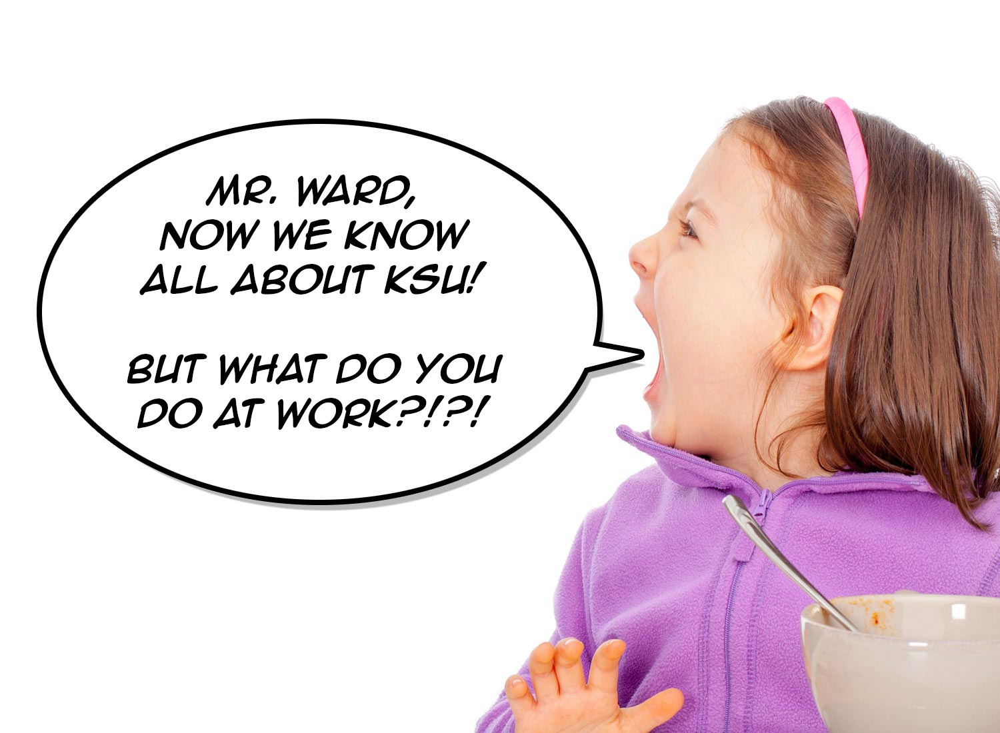 MR. WARD,
NOW WE KNOW
ALL ABOUT KSU!
BUT WHAT DO YOU
DO AT WORK?!?!